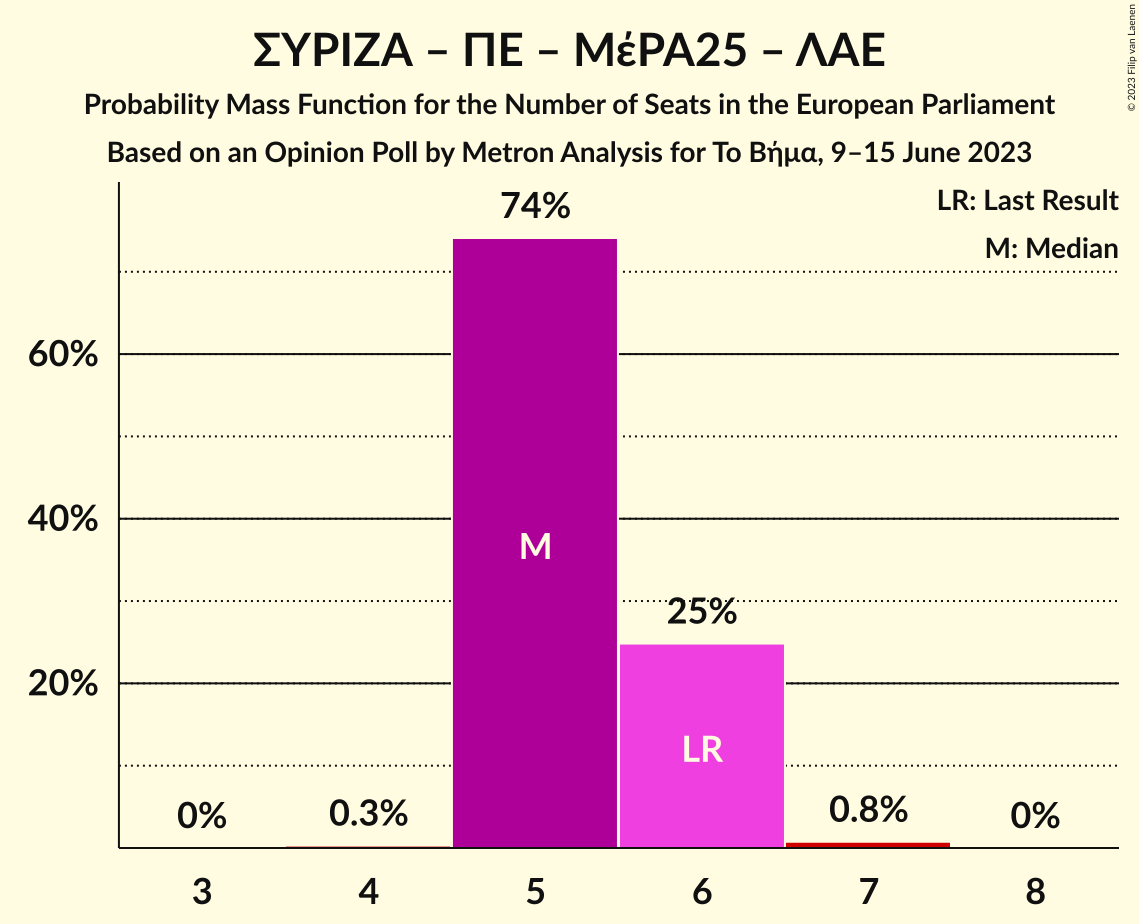 ΣΥΡΙΖΑ – ΠΕ – ΜέΡΑ25 – ΛΑΕ
Probability Mass Function for the Number of Seats in the European Parliament
Based on an Opinion Poll by Metron Analysis for Το Βήμα, 9–15 June 2023
© 2023 Filip van Laenen
LR: Last Result
M: Median
74%
60%
40%
20%
M
25%
LR
0%
0.3%
0.8%
0%
3
4
5
6
7
8